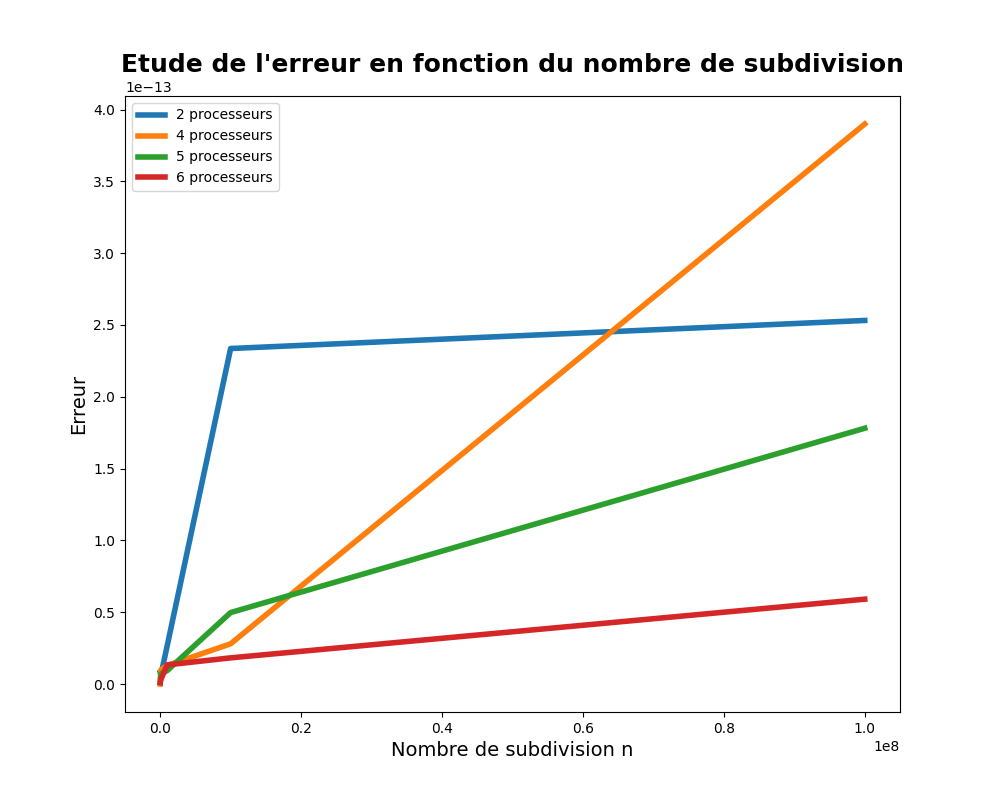 Etude de l'erreur en fonction du nombre de subdivision
1e−13
4.0
3.5
3.0
2.5
2.0
1.5
1.0
0.5
0.0
Erreur
2 processeurs
4 processeurs
5 processeurs
6 processeurs
0.0 0.2 0.4 0.6 0.8 1.0
1e8
Nombre de subdivision n